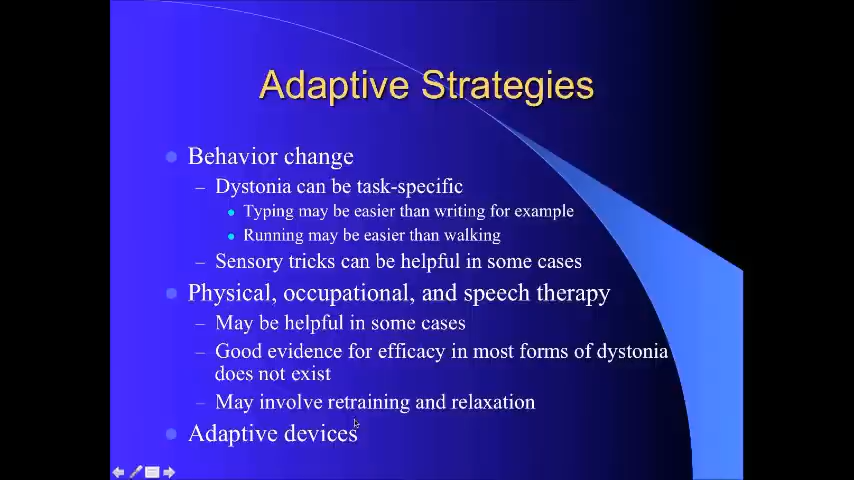 Adaptive Strategies
Behavior change
– Dystonia can be task-specific
Typing may be easier than writing for example
Running may be easier than walking
– Sensory tricks can be helpful in some cases
Physical, occupational, and speech therapy
– May be helpful in some cases
– Good evidence for efficacy in most forms of dystonia
does not exist
– May involve retraining and relaxation
Adaptive devices